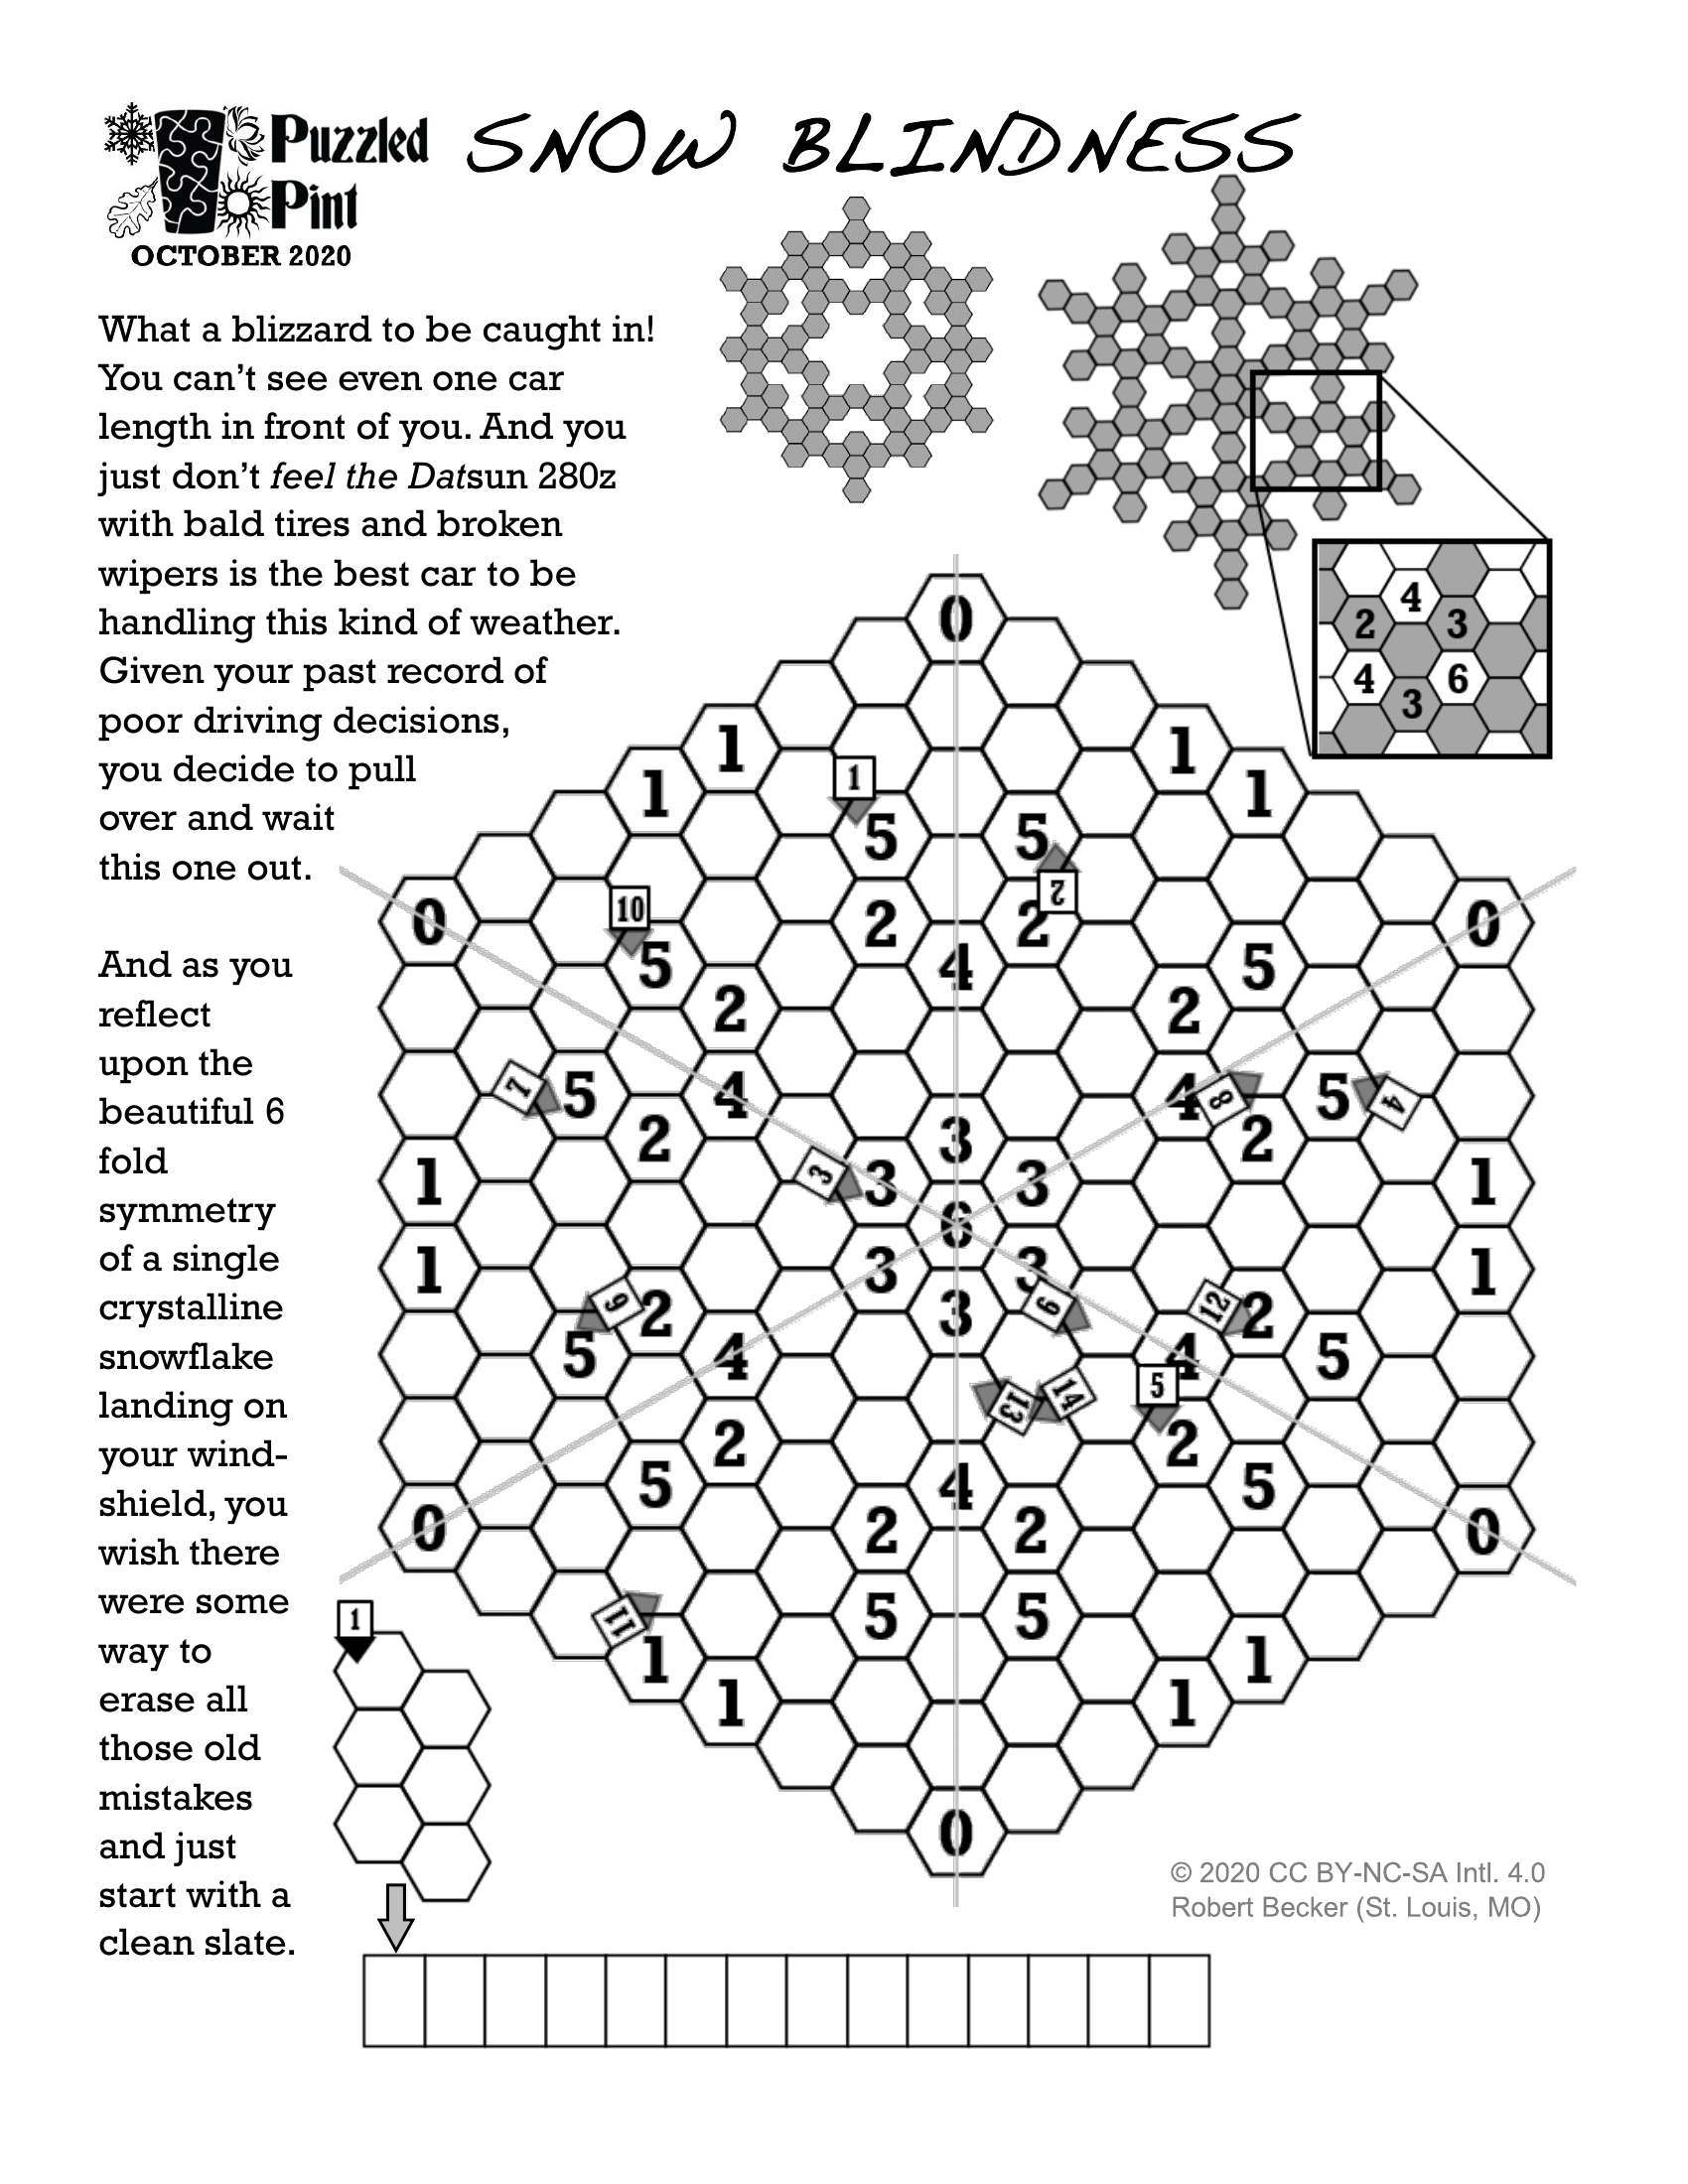 Puzzled
Pint
OCTOBER 2020
SNOW BLINDNESS
What a blizzard to be caught in!
You can't see even one car
length in front of you. And you
just don't feel the Datsun 280z
with bald tires and broken
wipers is the best car to be
handling this kind of weather.
Given your past record of
poor driving decisions,
you decide to pull
over and wait
this one out.
And as you
reflect
upon the
beautiful 6
fold
symmetry
of a single
crystalline
snowflake
landing on
your wind-
shield, you
wish there
were some
way to
erase all
those old
mistakes
and just
start with a
clean slate.
4
2 3
4 6
3
0
1 1
1 1 1
5 5
10 2 2 2
0 0
5 4 5
2 2
7 5 4 4 8 5 4
2 3 2
1 3 3 3 1
6
1 3 3 1
9 2 3 6 12 2
5 4 4 5
13 14 5
2 2
5 4 5
0 2 2 0
11 5 5
1 1
1 1
0
1
© 2020 CC BY-NC-SA Intl. 4.0
Robert Becker (St. Louis, MO)